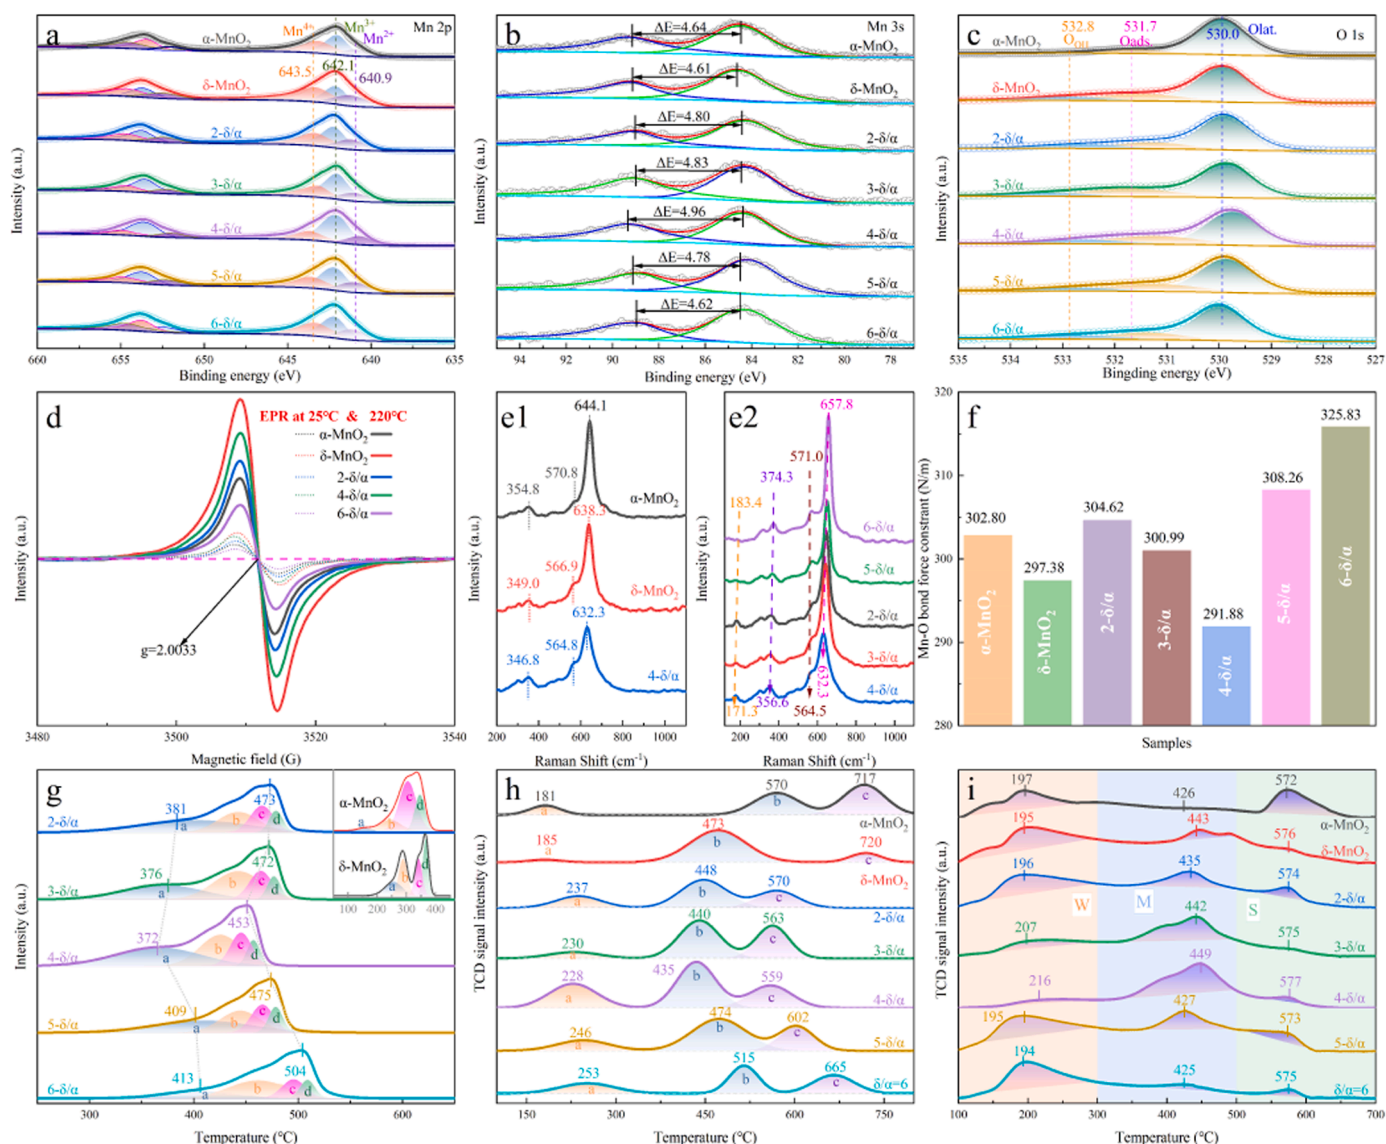 a
Mn 2p
Mn4+
Mn3+
Mn2+
α-MnO2
643.5
642.1
640.9
δ-MnO2
2-δ/α
3-δ/α
4-δ/α
5-δ/α
6-δ/α
Intensity (a.u.)
660 655 650 645 640 635
Binding energy (eV)
b
Mn 3s
ΔE=4.64
α-MnO2
ΔE=4.61
δ-MnO2
ΔE=4.80
2-δ/α
ΔE=4.83
3-δ/α
ΔE=4.96
4-δ/α
ΔE=4.78
5-δ/α
ΔE=4.62
6-δ/α
Intensity (a.u.)
94 92 90 88 86 84 82 80 78
Binding energy (eV)
c
O 1s
532.8
OOH
531.7
Oads.
530.0
Olat.
α-MnO2
δ-MnO2
2-δ/α
3-δ/α
4-δ/α
5-δ/α
6-δ/α
Intensity (a.u.)
535 534 533 532 531 530 529 528 527
Bingding energy (eV)
d
EPR at 25℃ & 220℃
α-MnO2
δ-MnO2
2-δ/α
4-δ/α
6-δ/α
g=2.0033
Intensity (a.u.)
3480 3500 3520 3540
Magnetic field (G)
e1
644.1
570.8
354.8
α-MnO2
638.3
566.9
349.0
δ-MnO2
632.3
564.8
346.8
4-δ/α
Intensity (a.u.)
200 400 600 800 1000
Raman Shift (cm-1)
e2
657.8
571.0
374.3
183.4
6-δ/α
5-δ/α
2-δ/α
3-δ/α
4-δ/α
171.3
356.6
564.5
632.3
Intensity (a.u.)
200 400 600 800 1000
Raman Shift (cm-1)
f
Mn-O bond force constrant (N/m)
320
310
300
290
280
302.80
297.38
304.62
300.99
291.88
308.26
325.83
α-MnO2
δ-MnO2
2-δ/α
3-δ/α
4-δ/α
5-δ/α
6-δ/α
Samples
g
381
473
a b c d
2-δ/α
376
472
a b c d
3-δ/α
372
453
a b c d
4-δ/α
409
475
a b c d
5-δ/α
413
504
a b c d
6-δ/α
α-MnO2
a b c d
δ-MnO2
a b c d
100 200 300 400
Intensity (a.u.)
300 400 500 600
Temperature (℃)
h
181
570
717
a b c
α-MnO2
185
473
720
a b c
δ-MnO2
237
448
570
a b c
2-δ/α
230
440
563
a b c
3-δ/α
228
435
559
a b c
4-δ/α
246
474
602
a b c
5-δ/α
253
515
665
a b c
δ/α=6
TCD signal intensity (a.u.)
150 300 450 600 750
Temperature (℃)
i
197
426
572
α-MnO2
195
443
576
δ-MnO2
196
435
574
2-δ/α
W
M
S
207
442
575
3-δ/α
216
449
577
4-δ/α
195
427
573
5-δ/α
194
425
575
δ/α=6
TCD signal intensity (a.u.)
100 200 300 400 500 600 700
Temperature (℃)